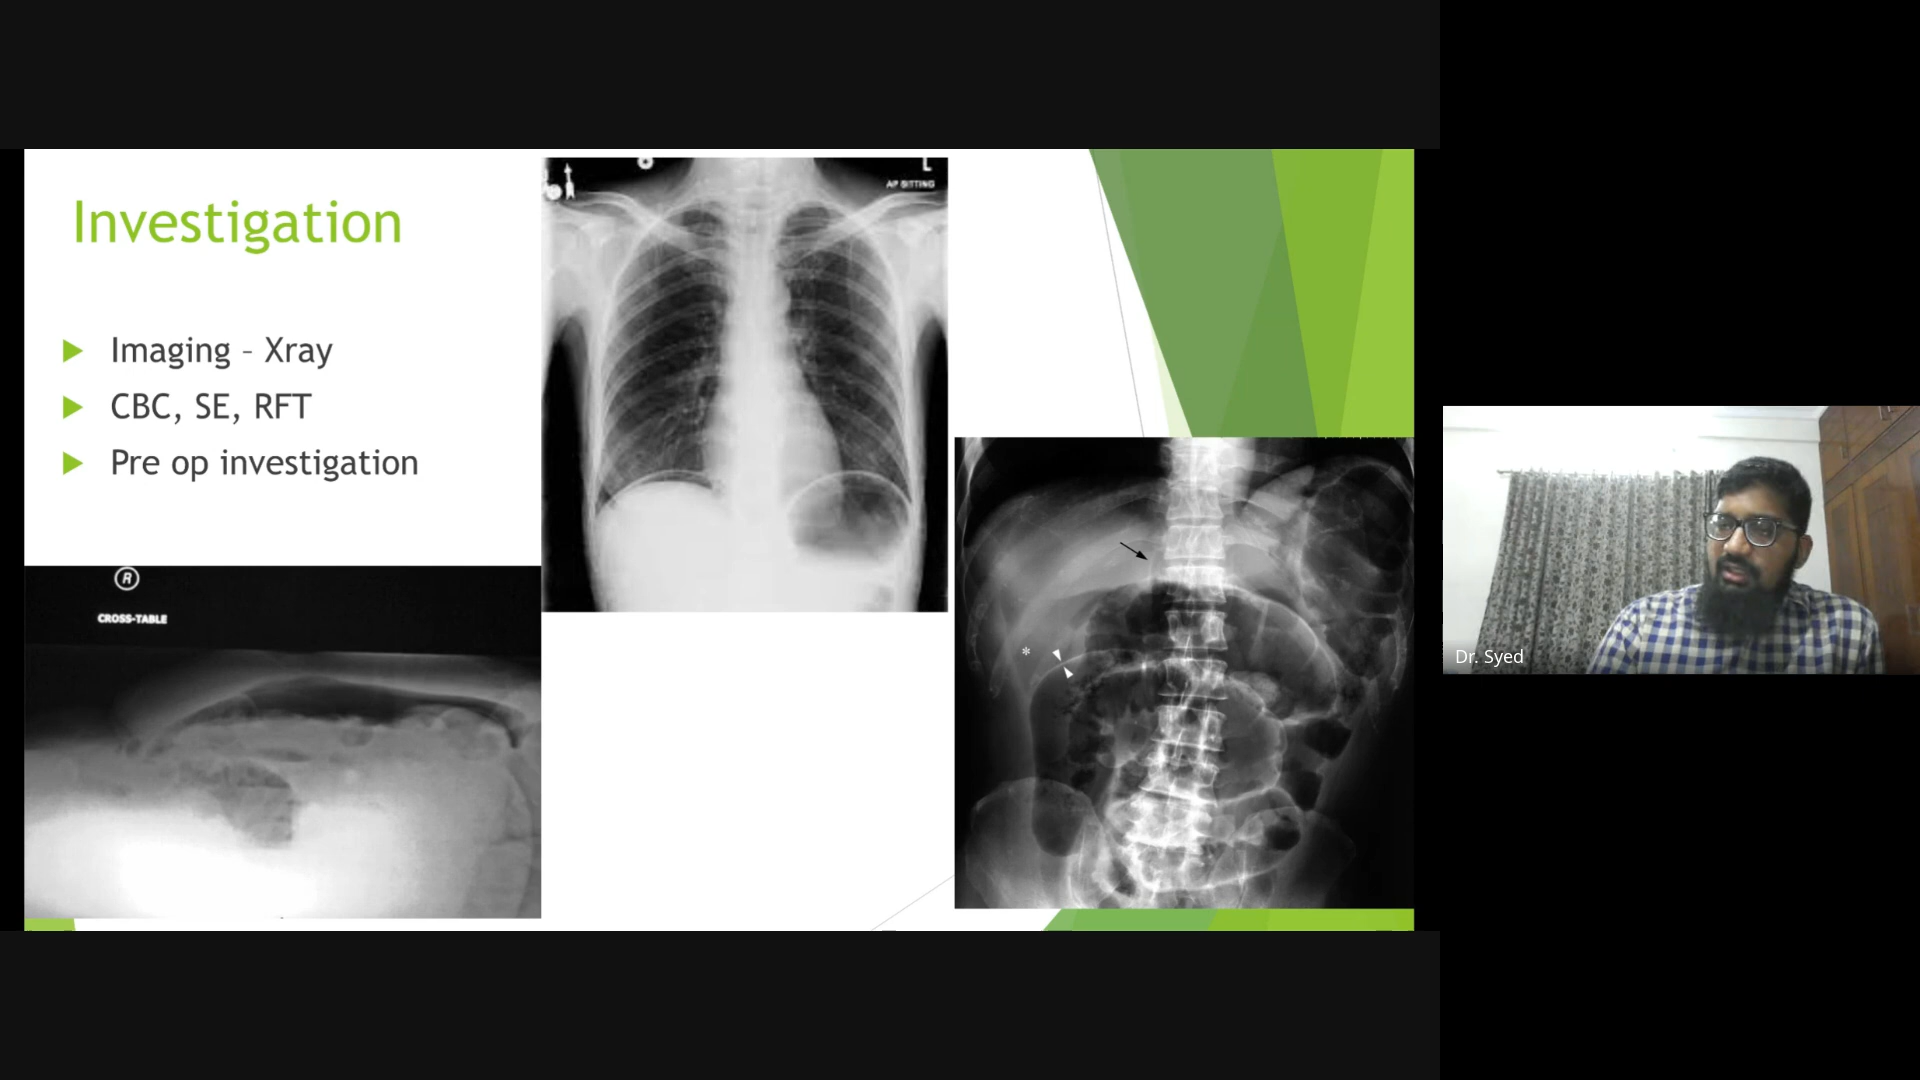 Investigation
Imaging – Xray
CBC, SE, RFT
Pre op investigation
L
AP SITTING
R
CROSS-TABLE
*
Dr. Syed